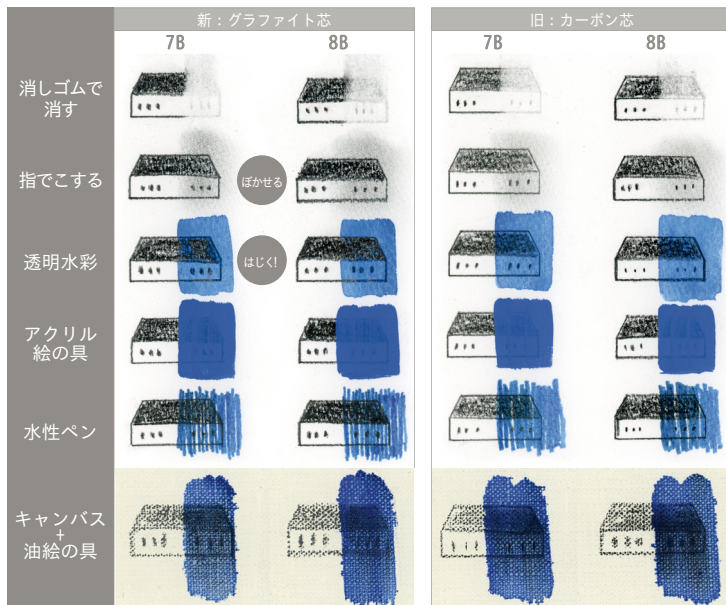 新：グラファイト芯
旧：カーボン芯
7B
8B
7B
8B
消しゴムで
消す
指でこする
ぼかせる
透明水彩
はじく!
アクリル
絵の具
水性ペン
キャンバス
+
油絵の具